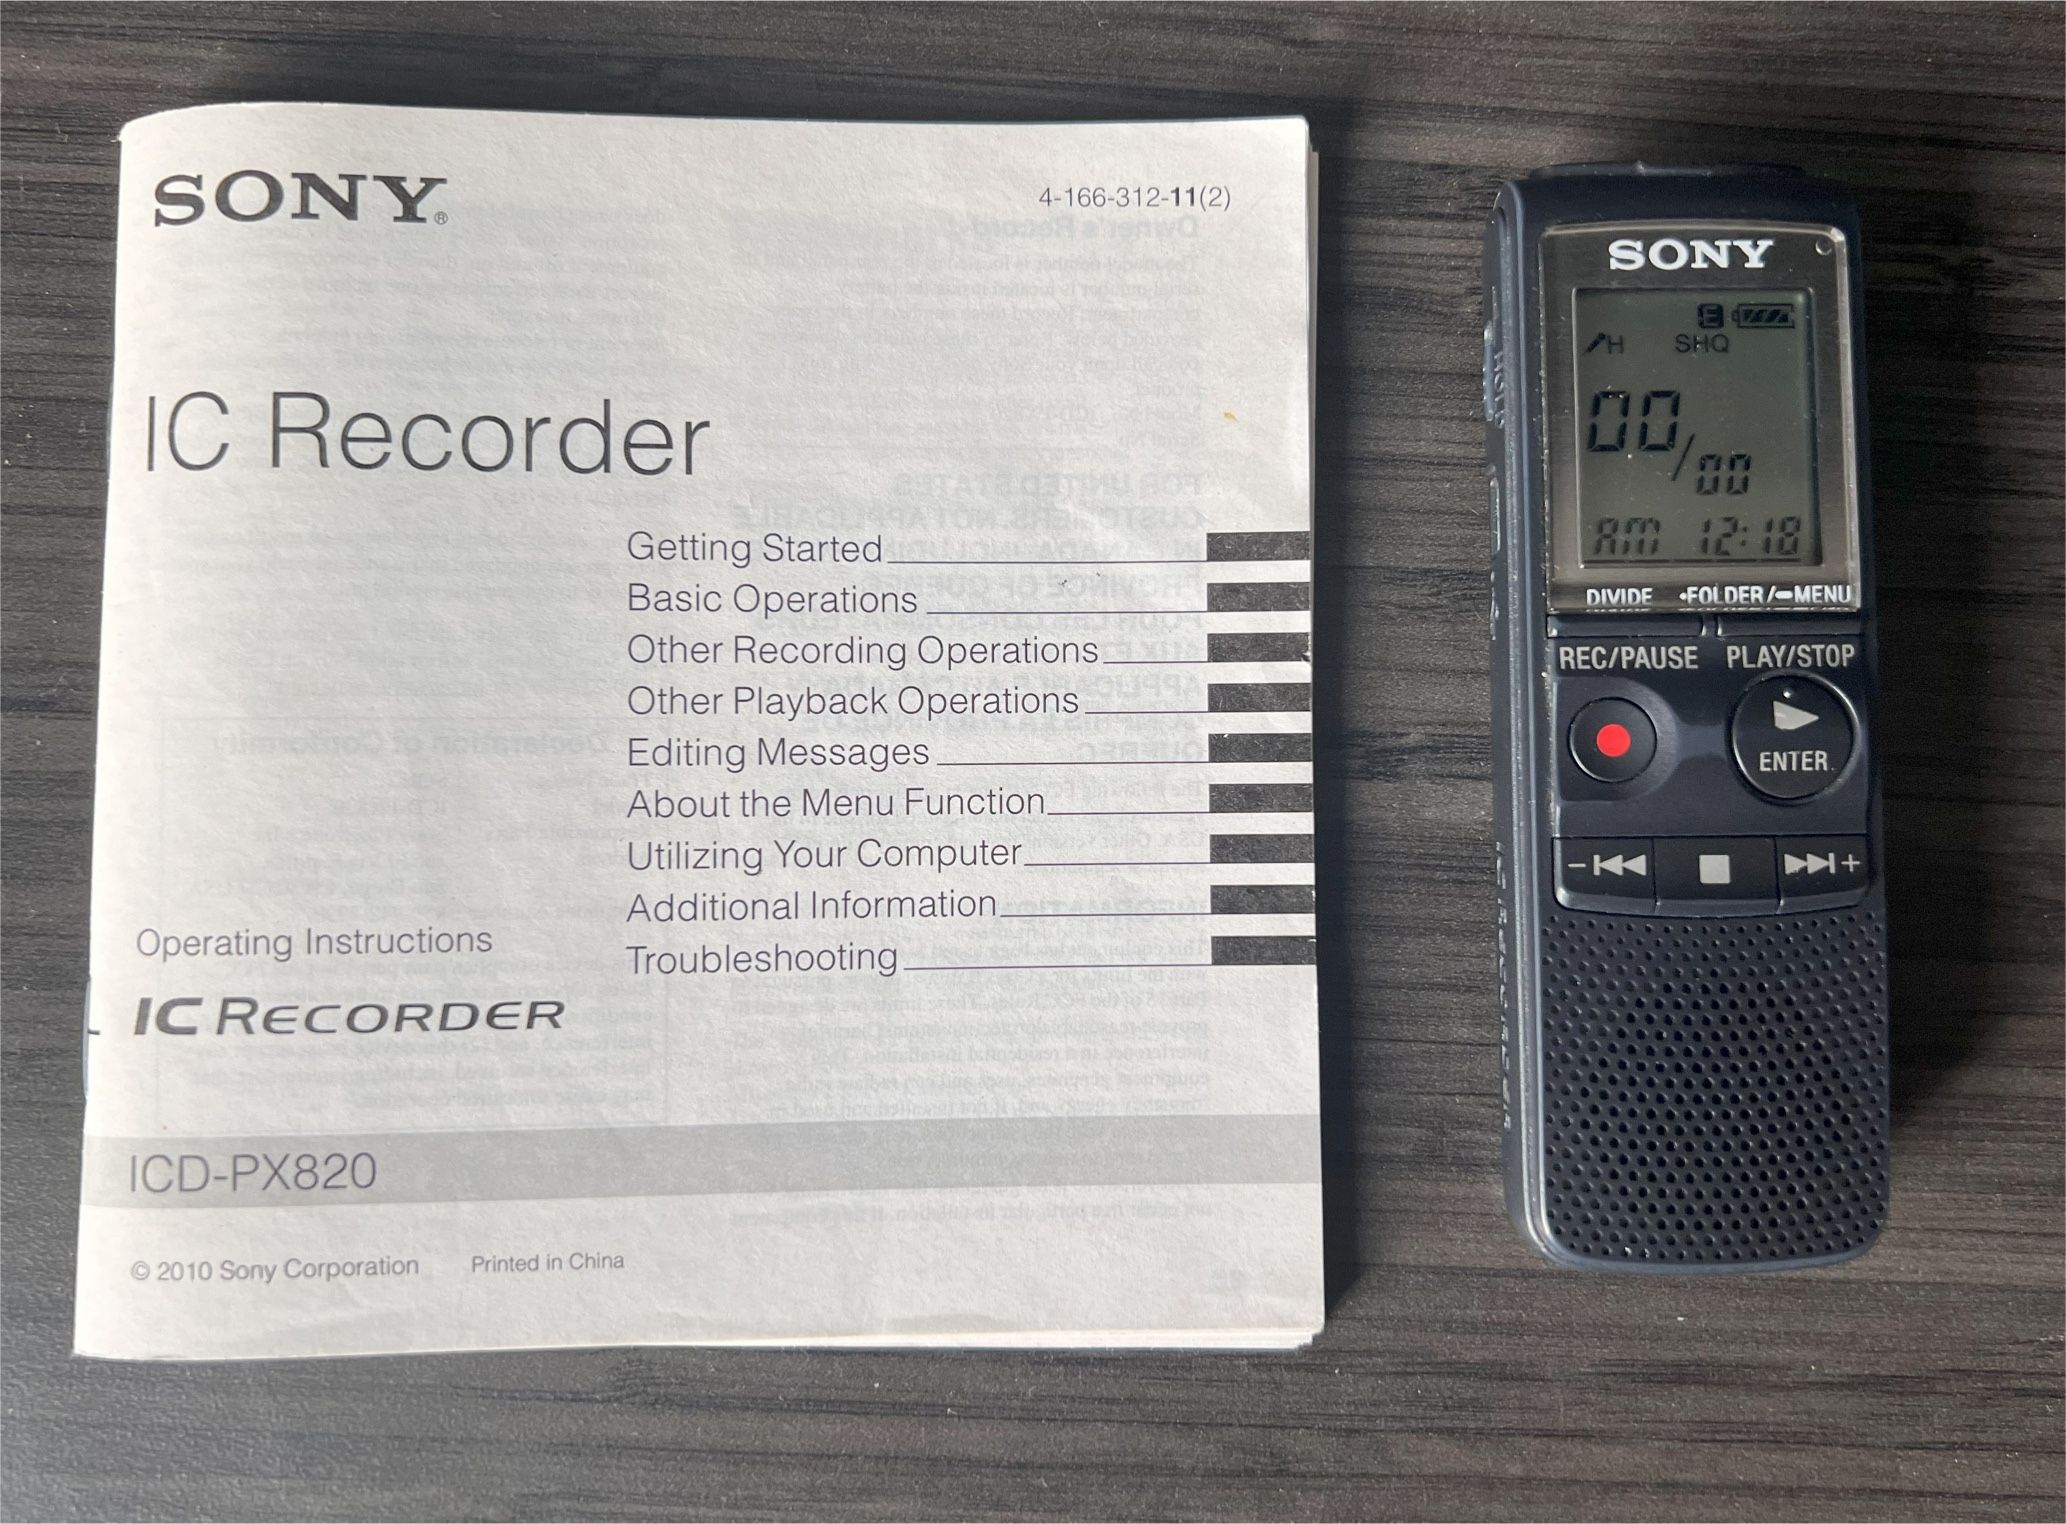 SONY®
4-166-312-11(2)
IC Recorder
Getting Started
Basic Operations
Other Recording Operations
Other Playback Operations
Editing Messages
About the Menu Function
Utilizing Your Computer
Additional Information
Troubleshooting
Operating Instructions
IC RECORDER
ICD-PX820
© 2010 Sony Corporation Printed in China
SONY
E
H SHQ
00/00
AM 12:18
DIVIDE •FOLDER/▬MENU
REC/PAUSE PLAY/STOP
ENTER